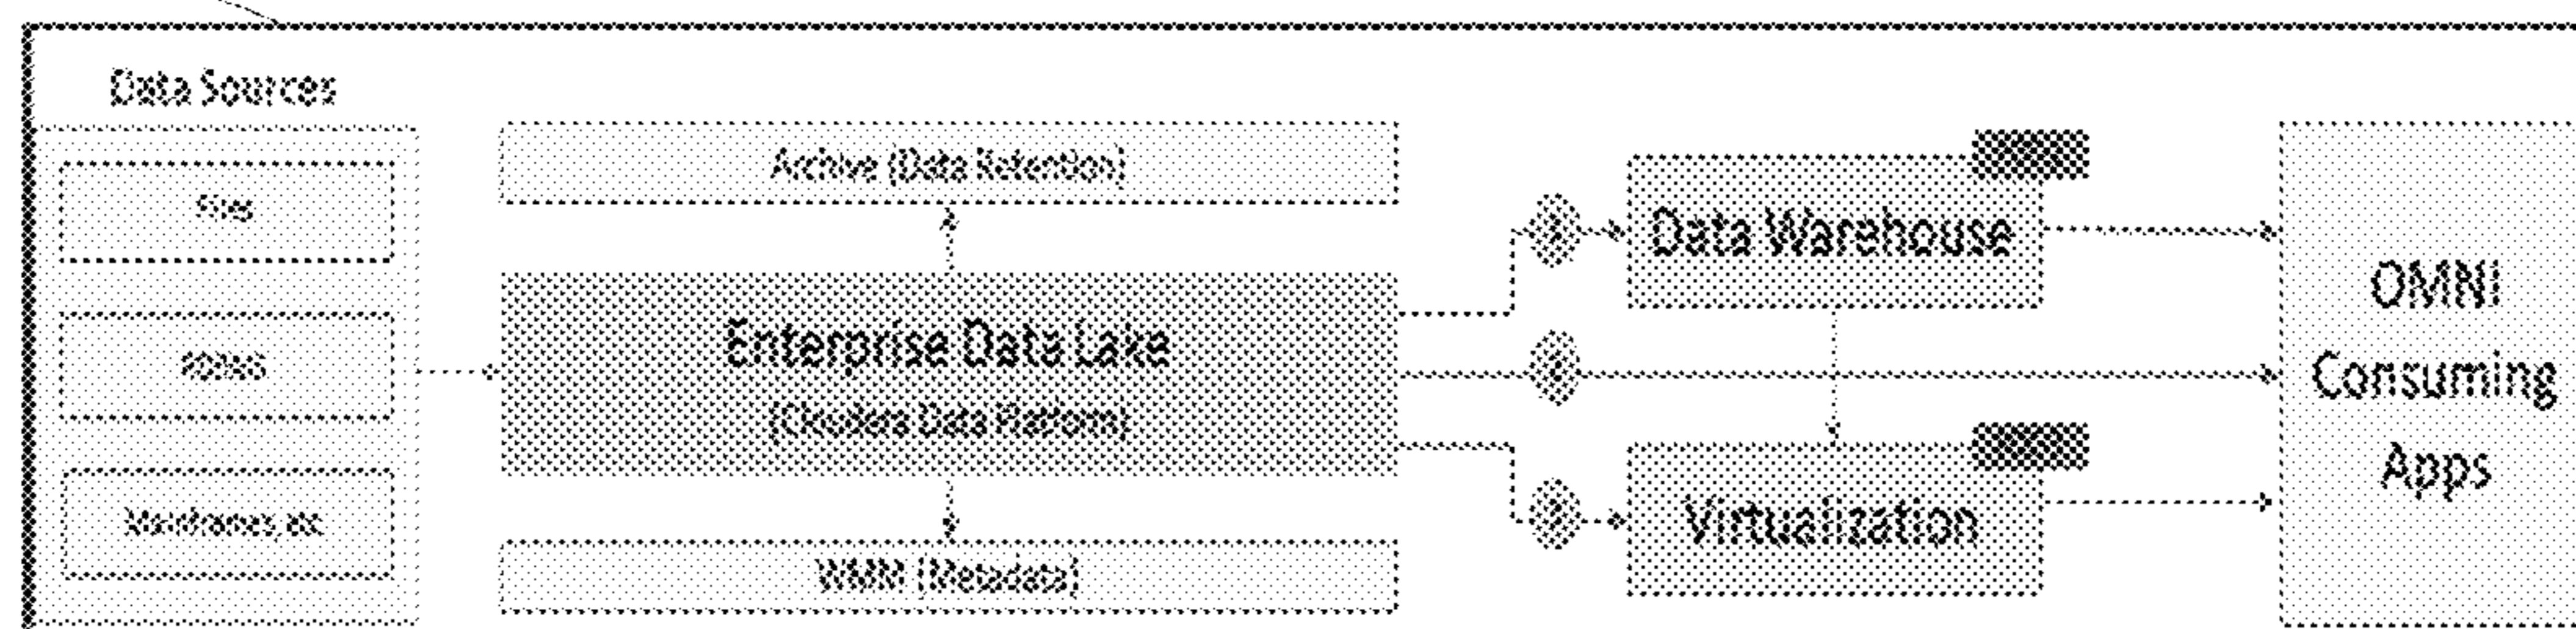 Data Sources
Files
RDBMS
Mainframes, etc
Archive (Data Retention)
Enterprise Data Lake
(Cloudera Data Platform)
WMM (Metadata)
Data Warehouse
Virtualization
OMNI
Consuming
Apps